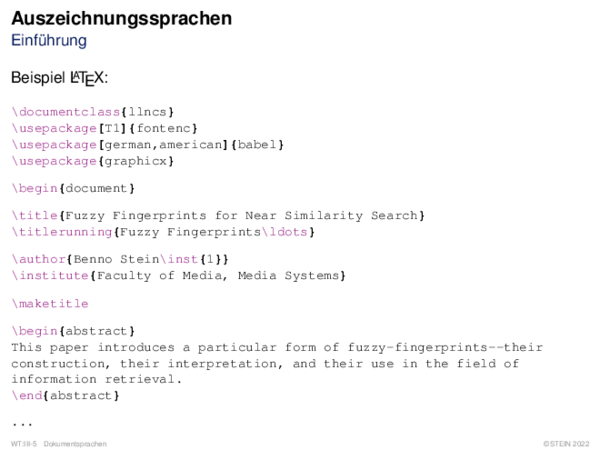 Auszeichnungssprachen
Einführung
Beispiel LATEX:
\documentclass{llncs}
\usepackage[T1]{fontenc}
\usepackage[german,american]{babel}
\usepackage{graphicx}
\begin{document}
\title{Fuzzy Fingerprints for Near Similarity Search}
\titlerunning{Fuzzy Fingerprints\ldots}
\author{Benno Stein\inst{1}}
\institute{Faculty of Media, Media Systems}
\maketitle
\begin{abstract}
This paper introduces a particular form of fuzzy-fingerprints--their
construction, their interpretation, and their use in the field of
information retrieval.
\end{abstract}
...
WT:III-5 Dokumentsprachen
©STEIN 2022